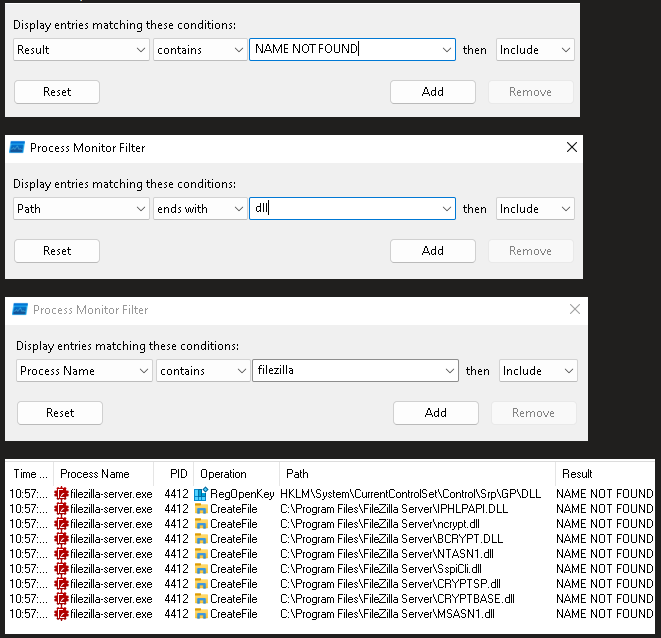 Display entries matching these conditions:
Result contains NAME NOT FOUND then Include
Reset Add Remove
Process Monitor Filter
Display entries matching these conditions:
Path ends with dll then Include
Reset Add Remove
Process Monitor Filter
Display entries matching these conditions:
Process Name contains filezilla then Include
Reset Add Remove
Time ... Process Name PID Operation Path Result
10:57:... filezilla-server.exe 4412 RegOpenKey HKLM\System\CurrentControlSet\Control\Srp\GP\DLL NAME NOT FOUND
10:57:... filezilla-server.exe 4412 CreateFile C:\Program Files\FileZilla Server\IPHLPAPI.DLL NAME NOT FOUND
10:57:... filezilla-server.exe 4412 CreateFile C:\Program Files\FileZilla Server\ncrypt.dll NAME NOT FOUND
10:57:... filezilla-server.exe 4412 CreateFile C:\Program Files\FileZilla Server\BCRYPT.DLL NAME NOT FOUND
10:57:... filezilla-server.exe 4412 CreateFile C:\Program Files\FileZilla Server\NTASN1.dll NAME NOT FOUND
10:57:... filezilla-server.exe 4412 CreateFile C:\Program Files\FileZilla Server\SspiCli.dll NAME NOT FOUND
10:57:... filezilla-server.exe 4412 CreateFile C:\Program Files\FileZilla Server\CRYPTSP.dll NAME NOT FOUND
10:57:... filezilla-server.exe 4412 CreateFile C:\Program Files\FileZilla Server\CRYPTBASE.dll NAME NOT FOUND
10:57:... filezilla-server.exe 4412 CreateFile C:\Program Files\FileZilla Server\MSASN1.dll NAME NOT FOUND